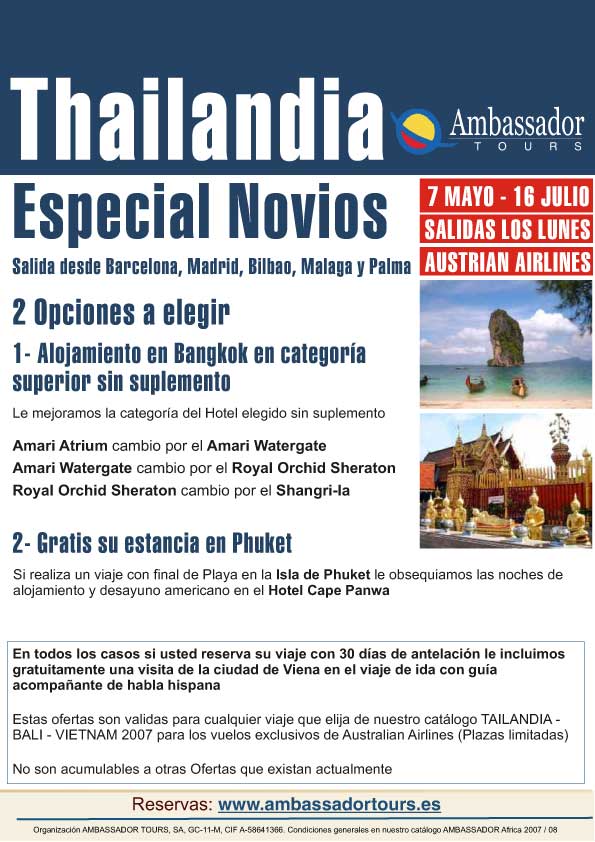 Thailandia
Ambassador
TOURS
Especial Novios
7 MAYO - 16 JULIO
SALIDAS LOS LUNES
AUSTRIAN AIRLINES
Salida desde Barcelona, Madrid, Bilbao, Malaga y Palma
2 Opciones a elegir
1- Alojamiento en Bangkok en categoría
superior sin suplemento
Le mejoramos la categoría del Hotel elegido sin suplemento
Amari Atrium cambio por el Amari Watergate
Amari Watergate cambio por el Royal Orchid Sheraton
Royal Orchid Sheraton cambio por el Shangri-la
2- Gratis su estancia en Phuket
Si realiza un viaje con final de Playa en la Isla de Phuket le obsequiamos las noches de
alojamiento y desayuno americano en el Hotel Cape Panwa
En todos los casos si usted reserva su viaje con 30 días de antelación le incluimos
gratuitamente una visita de la ciudad de Viena en el viaje de ida con guía
acompañante de habla hispana
Estas ofertas son validas para cualquier viaje que elija de nuestro catálogo TAILANDIA -
BALI - VIETNAM 2007 para los vuelos exclusivos de Australian Airlines (Plazas limitadas)
No son acumulables a otras Ofertas que existan actualmente
Reservas: www.ambassadortours.es
Organización AMBASSADOR TOURS, SA, GC-11-M, CIF A-58641366. Condiciones generales en nuestro catálogo AMBASSADOR Africa 2007 / 08